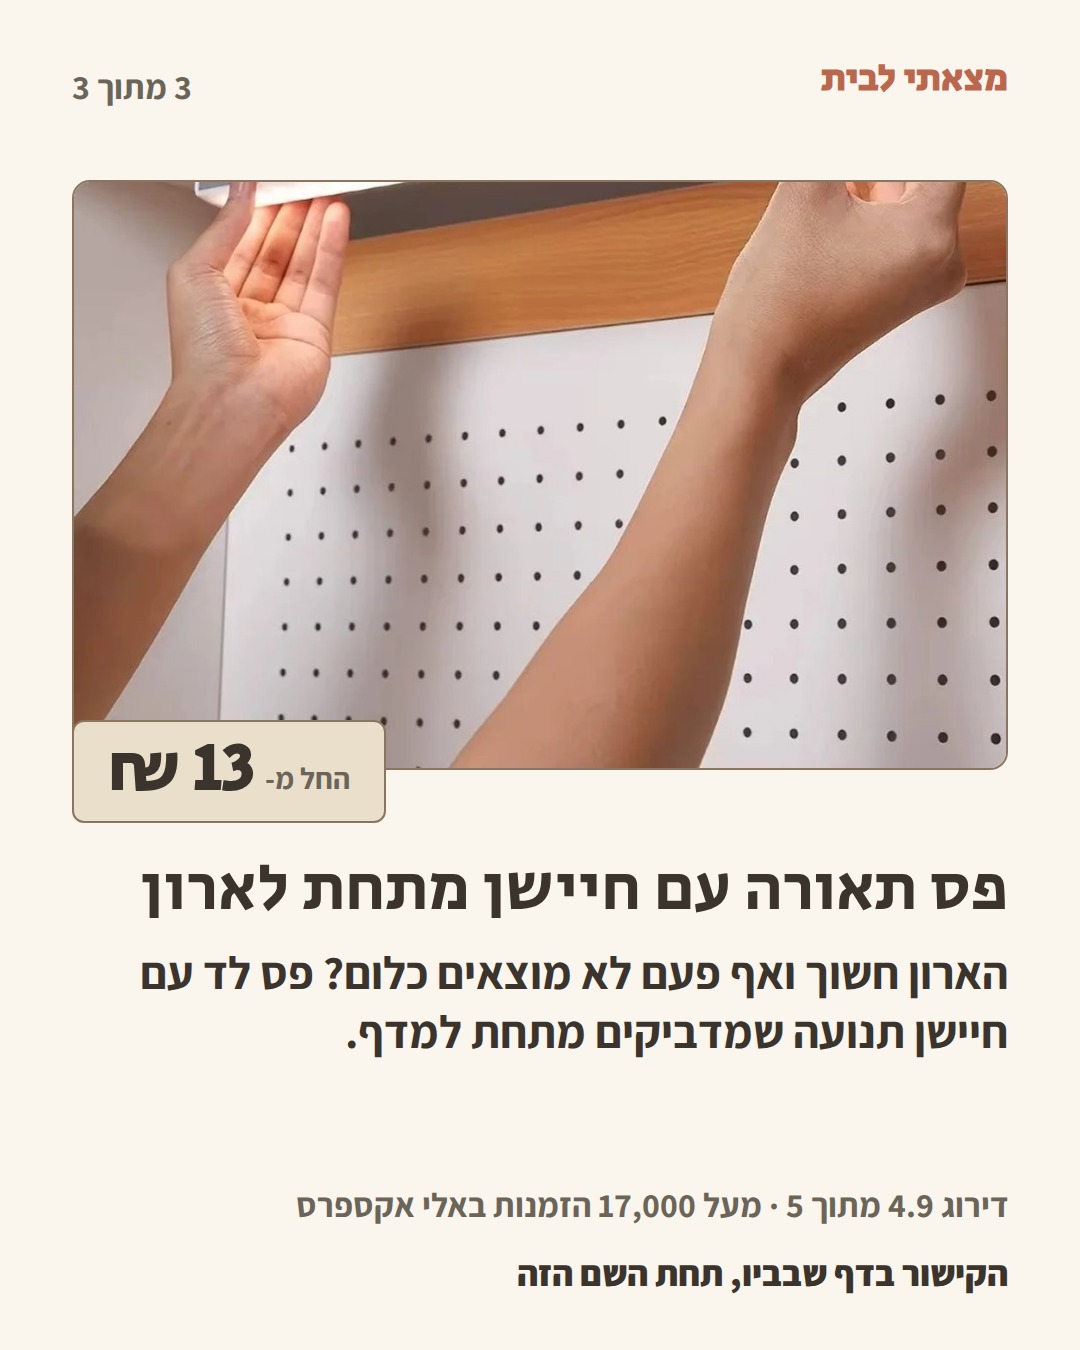 מצאתי לבית
3 מתוך 3
החל מ- 13 ₪
פס תאורה עם חיישן מתחת לארון
הארון חשוך ואף פעם לא מוצאים כלום? פס לד עם
חיישן תנועה שמדביקים מתחת למדף.
דירוג 4.9 מתוך 5 · מעל 17,000 הזמנות באלי אקספרס
הקישור בדף שבביו, תחת השם הזה